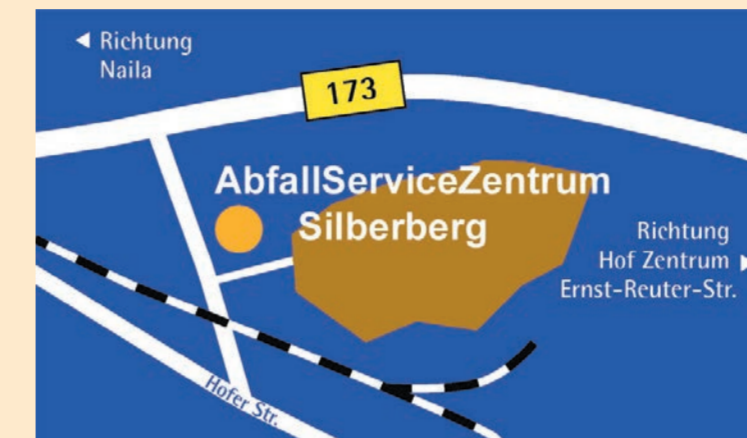 Richtung
Naila
173
AbfallServiceZentrum
Silberberg
Richtung
Hof Zentrum
Ernst-Reuter-Str.
Hofer Str.